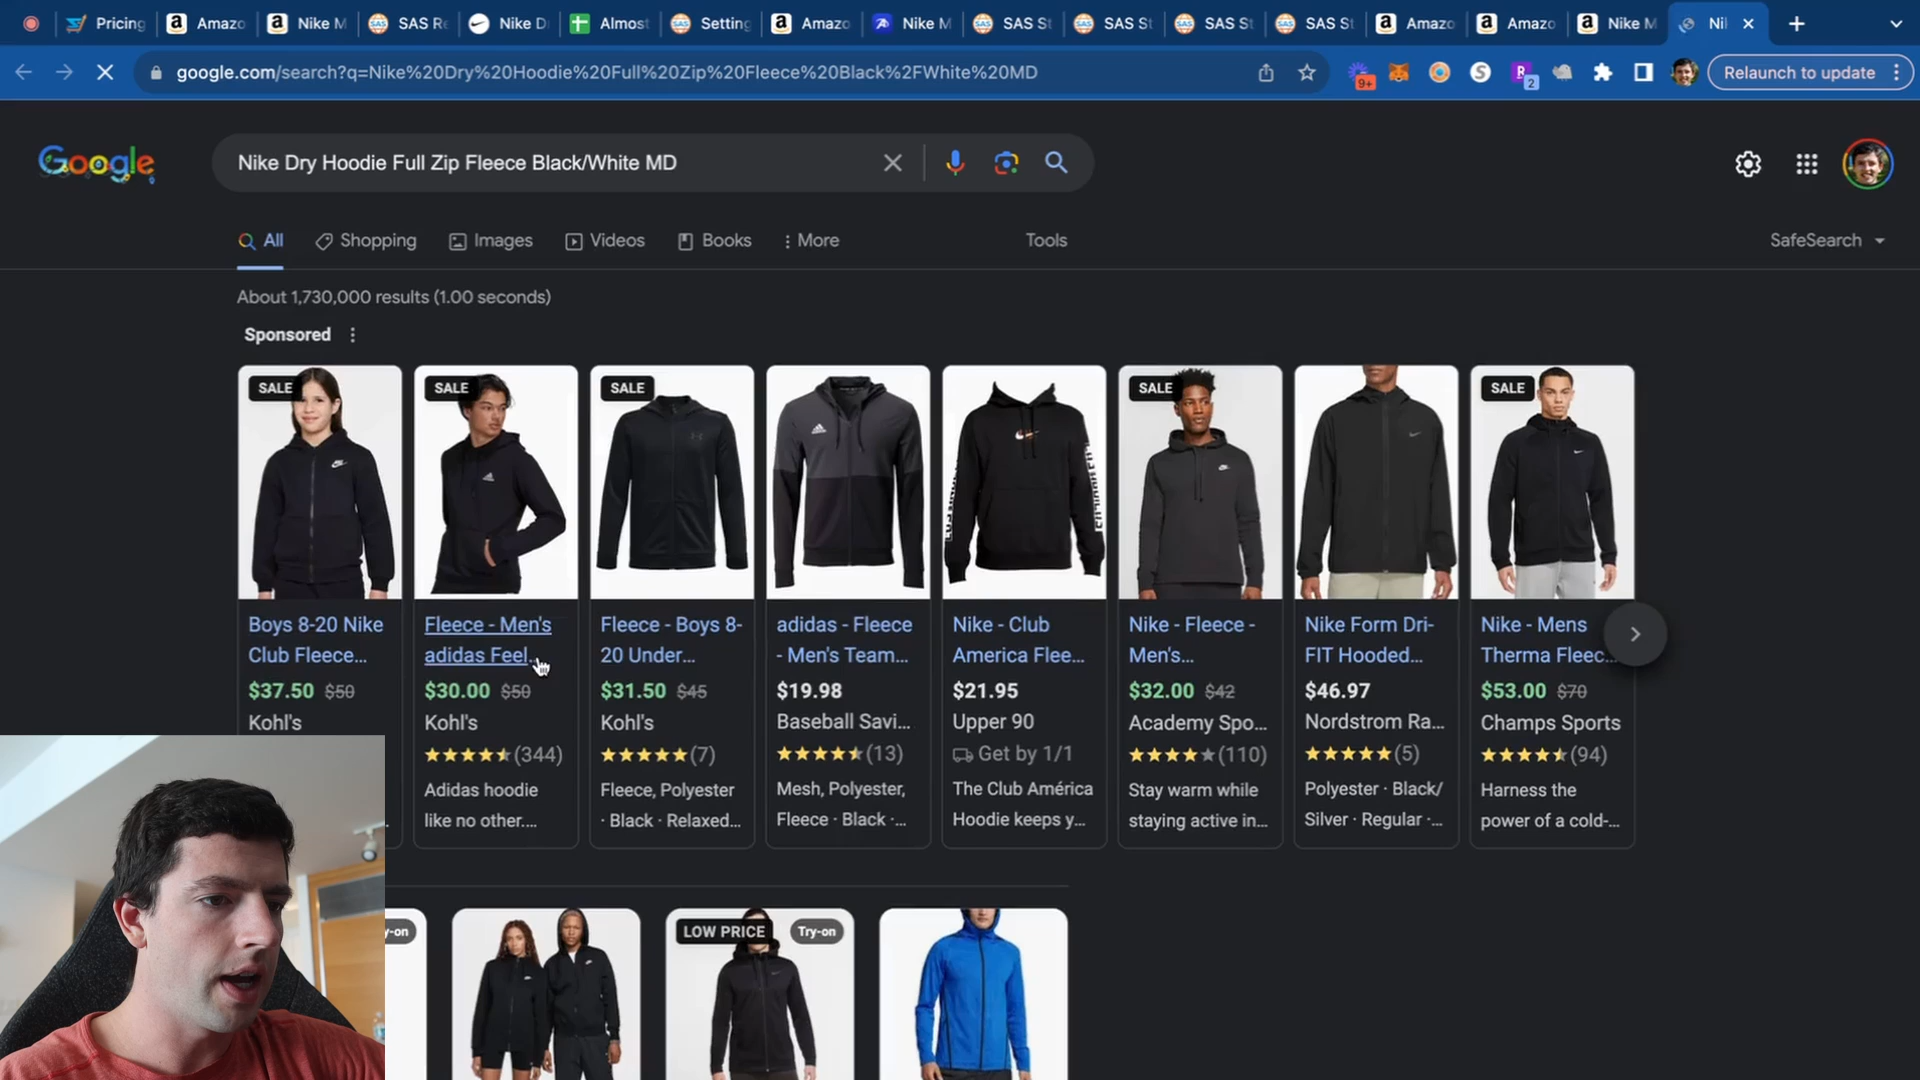 Pricing
Amazo
Nike M
SAS Re
Nike D
Almost
Setting
Amazo
Nike M
SAS St
SAS St
SAS St
SAS St
Amazo
Amazo
Nike M
Ni
google.com/search?q=Nike%20Dry%20Hoodie%20Full%20Zip%20Fleece%20Black%2FWhite%20MD
9+
2
Relaunch to update
Google
Nike Dry Hoodie Full Zip Fleece Black/White MD
All
Shopping
Images
Videos
Books
More
Tools
SafeSearch
About 1,730,000 results (1.00 seconds)
Sponsored
SALE
Boys 8-20 Nike
Club Fleece...
$37.50 $50
Kohl's
SALE
Fleece - Men's
adidas Feel...
$30.00 $50
Kohl's
(344)
Adidas hoodie
like no other....
SALE
Fleece - Boys 8-
20 Under...
$31.50 $45
Kohl's
(7)
Fleece, Polyester
· Black · Relaxed...
adidas - Fleece
- Men's Team...
$19.98
Baseball Savi...
(13)
Mesh, Polyester,
Fleece · Black ·...
Nike - Club
America Flee...
$21.95
Upper 90
Get by 1/1
The Club América
Hoodie keeps y...
SALE
Nike - Fleece -
Men's...
$32.00 $42
Academy Spo...
(110)
Stay warm while
staying active in...
Nike Form Dri-
FIT Hooded...
$46.97
Nordstrom Ra...
(5)
Polyester · Black/
Silver · Regular ·...
SALE
Nike - Mens
Therma Fleec...
$53.00 $70
Champs Sports
(94)
Harness the
power of a cold-...
y-on
LOW PRICE
Try-on